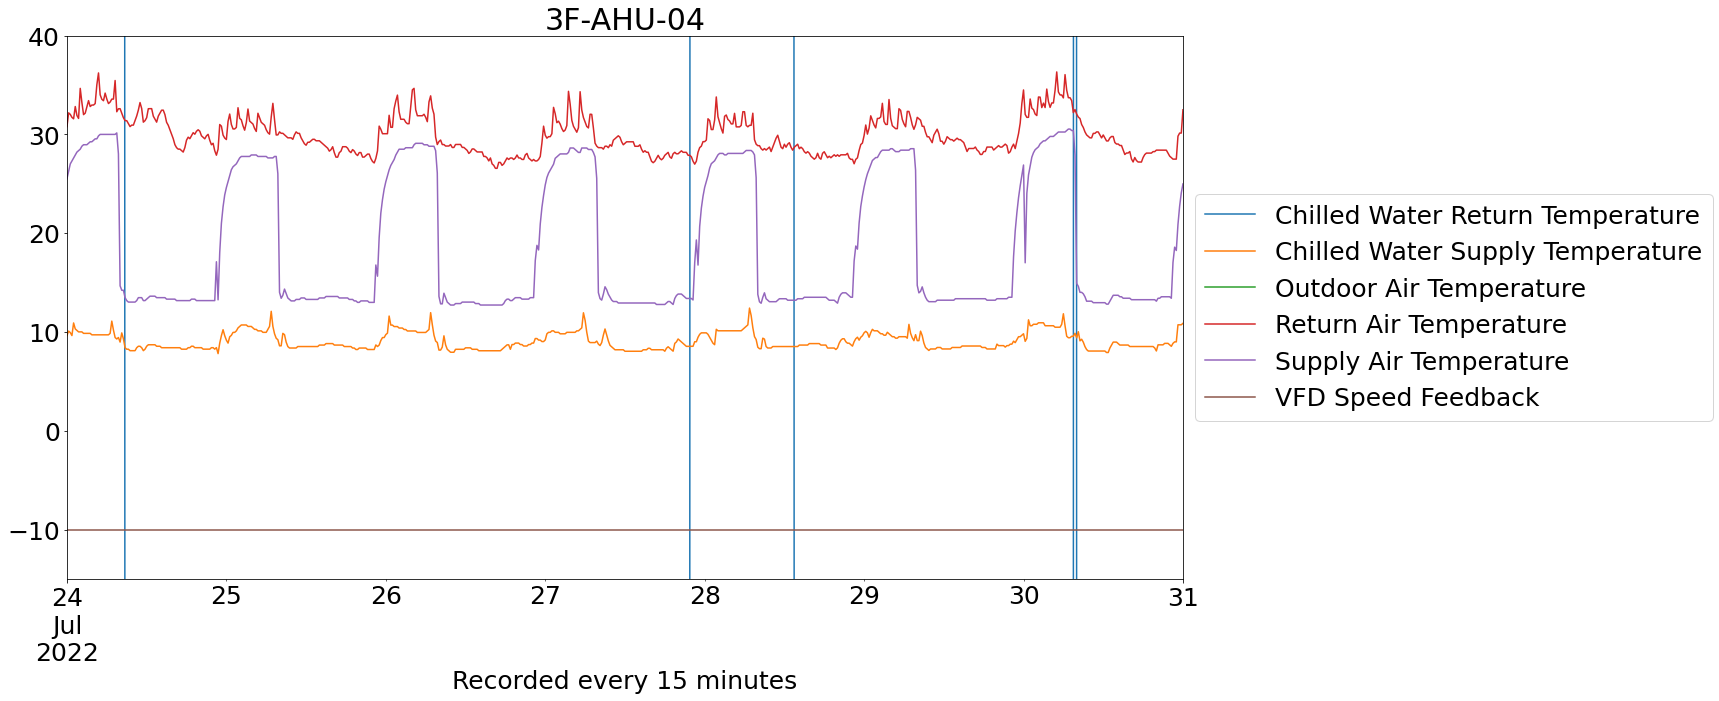 3F-AHU-04
40
30
20
10
0
−10
24 25 26 27 28 29 30 31
Jul
2022
Recorded every 15 minutes
Chilled Water Return Temperature
Chilled Water Supply Temperature
Outdoor Air Temperature
Return Air Temperature
Supply Air Temperature
VFD Speed Feedback